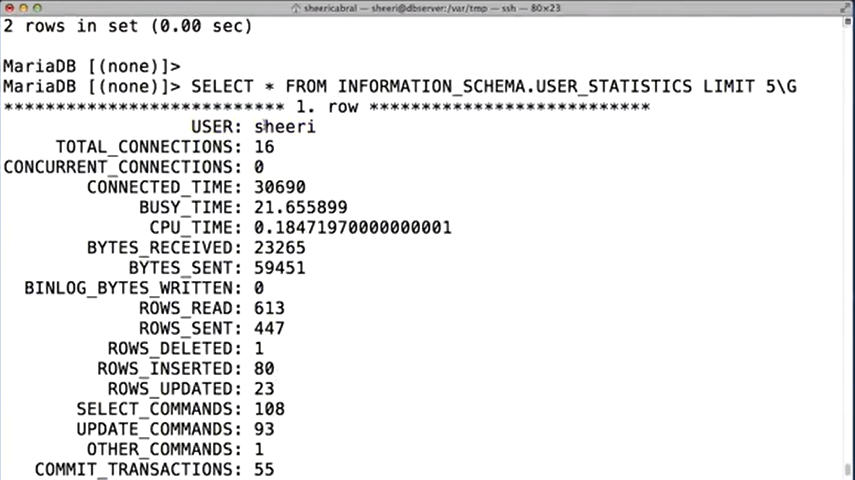 sheericabral — sheeri@dbserver:/var/tmp — ssh — 80×23
2 rows in set (0.00 sec)
MariaDB [(none)]>
MariaDB [(none)]> SELECT * FROM INFORMATION_SCHEMA.USER_STATISTICS LIMIT 5\G
*************************** 1. row ***************************
USER: sheeri
TOTAL_CONNECTIONS: 16
CONCURRENT_CONNECTIONS: 0
CONNECTED_TIME: 30690
BUSY_TIME: 21.655899
CPU_TIME: 0.18471970000000001
BYTES_RECEIVED: 23265
BYTES_SENT: 59451
BINLOG_BYTES_WRITTEN: 0
ROWS_READ: 613
ROWS_SENT: 447
ROWS_DELETED: 1
ROWS_INSERTED: 80
ROWS_UPDATED: 23
SELECT_COMMANDS: 108
UPDATE_COMMANDS: 93
OTHER_COMMANDS: 1
COMMIT_TRANSACTIONS: 55